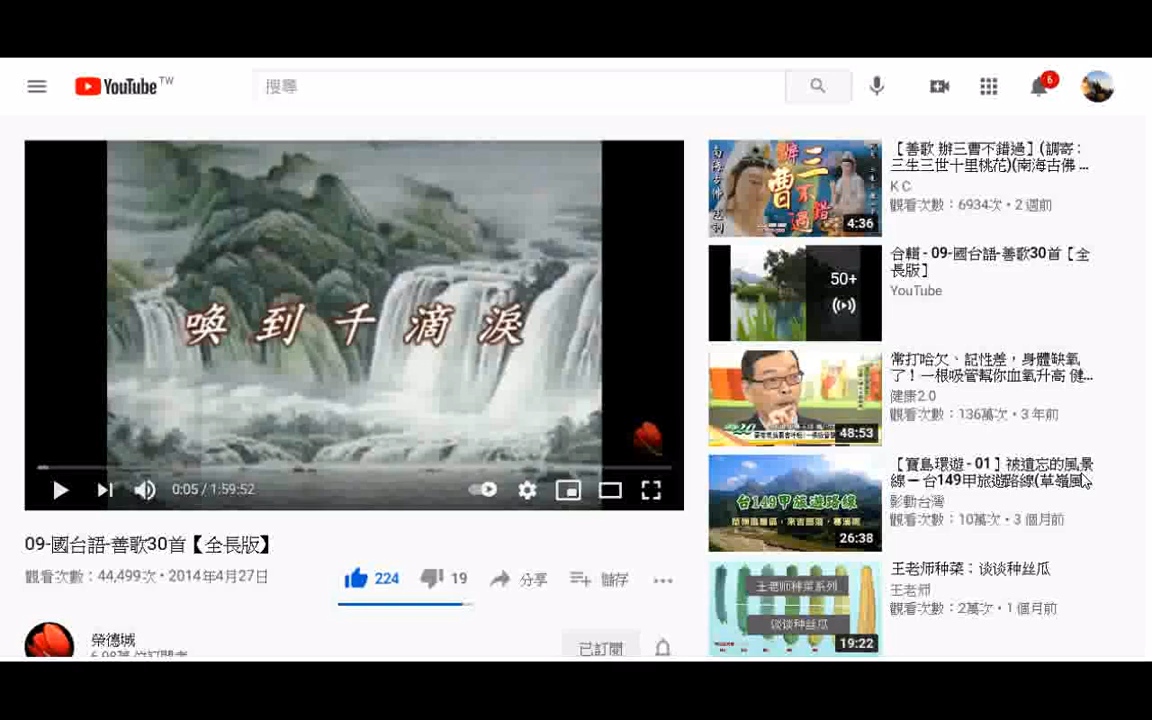 YouTube TW
搜尋
6
喚到千滴淚
0:05 / 1:59:52
09-國台語-善歌30首【全長版】
觀看次數：44,499次・2014年4月27日
224
19
分享
儲存
榮德城
已訂閱
三曹不錯過
4:36
【善歌 辦三曹不錯過】(調寄：
三生三世十里桃花)(南海古佛 ...
K C
觀看次數：6934次・2 週前
50+
合輯 - 09-國台語-善歌30首【全
長版】
YouTube
48:53
常打哈欠、記性差，身體缺氧
了！一根吸管幫你血氧升高 健...
健康2.0
觀看次數：136萬次・3 年前
台149甲旅遊路線
26:38
【寶島環遊 - 01】被遺忘的風景
線 — 台149甲旅遊路線(草嶺風...
影動台灣
觀看次數：10萬次・3 個月前
王老师种菜系列
谈谈种丝瓜
19:22
王老师种菜：谈谈种丝瓜
王老师
觀看次數：2萬次・1 個月前